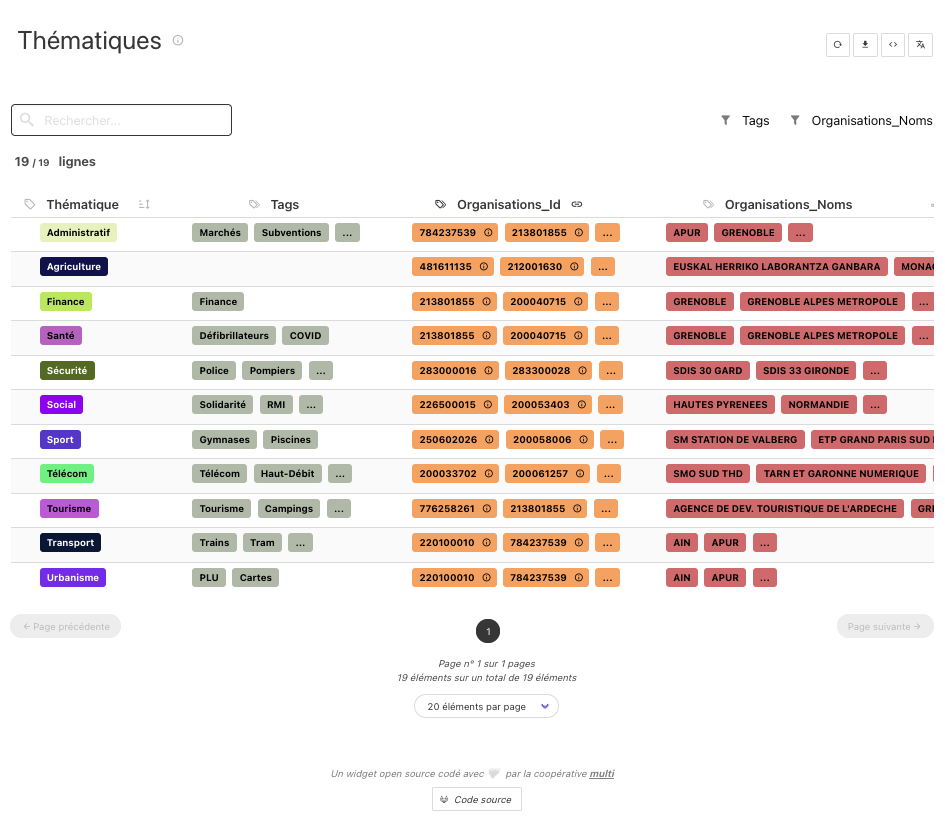 Thématiques
Rechercher...
Tags Organisations_Noms
19 / 19 lignes
Thématique Tags Organisations_Id Organisations_Noms
Administratif Marchés Subventions ... 784237539 213801855 ... APUR GRENOBLE ...
Agriculture 481611135 212001630 ... EUSKAL HERRIKO LABORANTZA GANBARA MONAC
Finance Finance 213801855 200040715 ... GRENOBLE GRENOBLE ALPES METROPOLE ...
Santé Défibrillateurs COVID 213801855 200040715 ... GRENOBLE GRENOBLE ALPES METROPOLE ...
Sécurité Police Pompiers ... 283000016 283300028 ... SDIS 30 GARD SDIS 33 GIRONDE ...
Social Solidarité RMI ... 226500015 200053403 ... HAUTES PYRENEES NORMANDIE ...
Sport Gymnases Piscines 250602026 200058006 ... SM STATION DE VALBERG ETP GRAND PARIS SUD
Télécom Télécom Haut-Débit ... 200033702 200061257 ... SMO SUD THD TARN ET GARONNE NUMERIQUE
Tourisme Tourisme Campings ... 776258261 213801855 ... AGENCE DE DEV. TOURISTIQUE DE L'ARDECHE GRE
Transport Trains Tram ... 220100010 784237539 ... AIN APUR ...
Urbanisme PLU Cartes 220100010 784237539 ... AIN APUR ...
← Page précédente 1 Page suivante →
Page n° 1 sur 1 pages
19 éléments sur un total de 19 éléments
20 éléments par page
Un widget open source codé avec par la coopérative multi
Code source